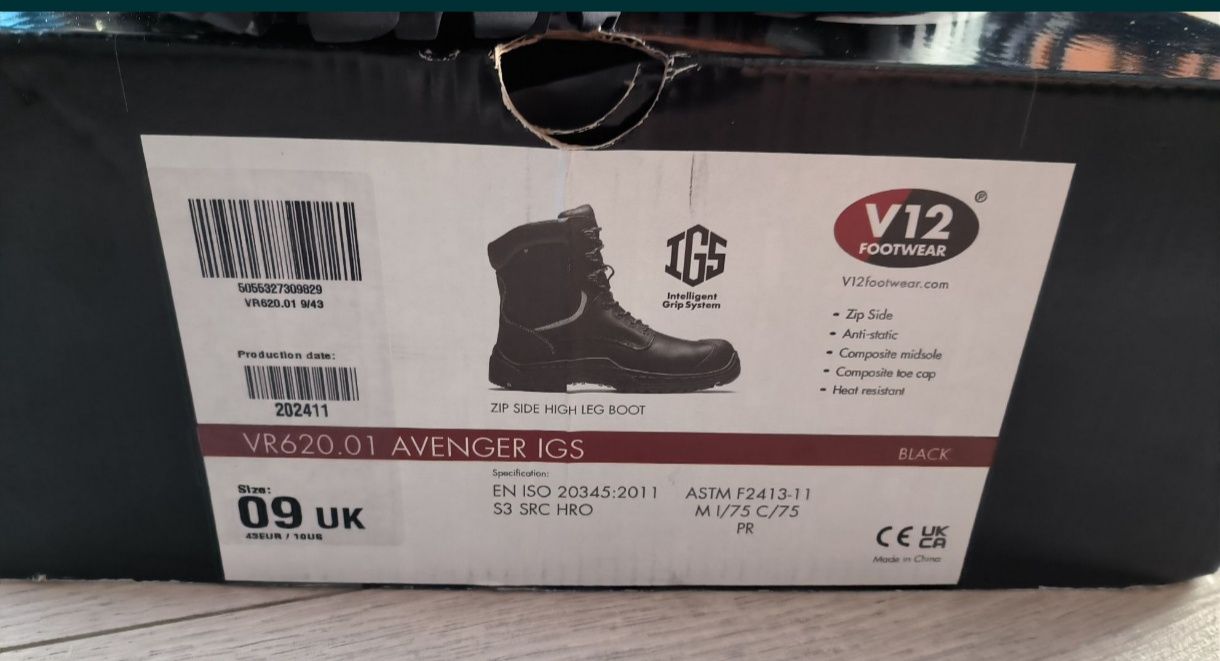 5055327309829
VR620.01 9/43
Production date:
202411
IGS
Intelligent
Grip System
ZIP SIDE HIGH LEG BOOT
V12
FOOTWEAR
®
V12footwear.com
- Zip Side
- Anti-static
- Composite midsole
- Composite toe cap
- Heat resistant
VR620.01 AVENGER IGS
BLACK
Size:
09 UK
43EUR / 10US
Specification:
EN ISO 20345:2011
S3 SRC HRO
ASTM F2413-11
M I/75 C/75
PR
CE UK
CA
Made in China